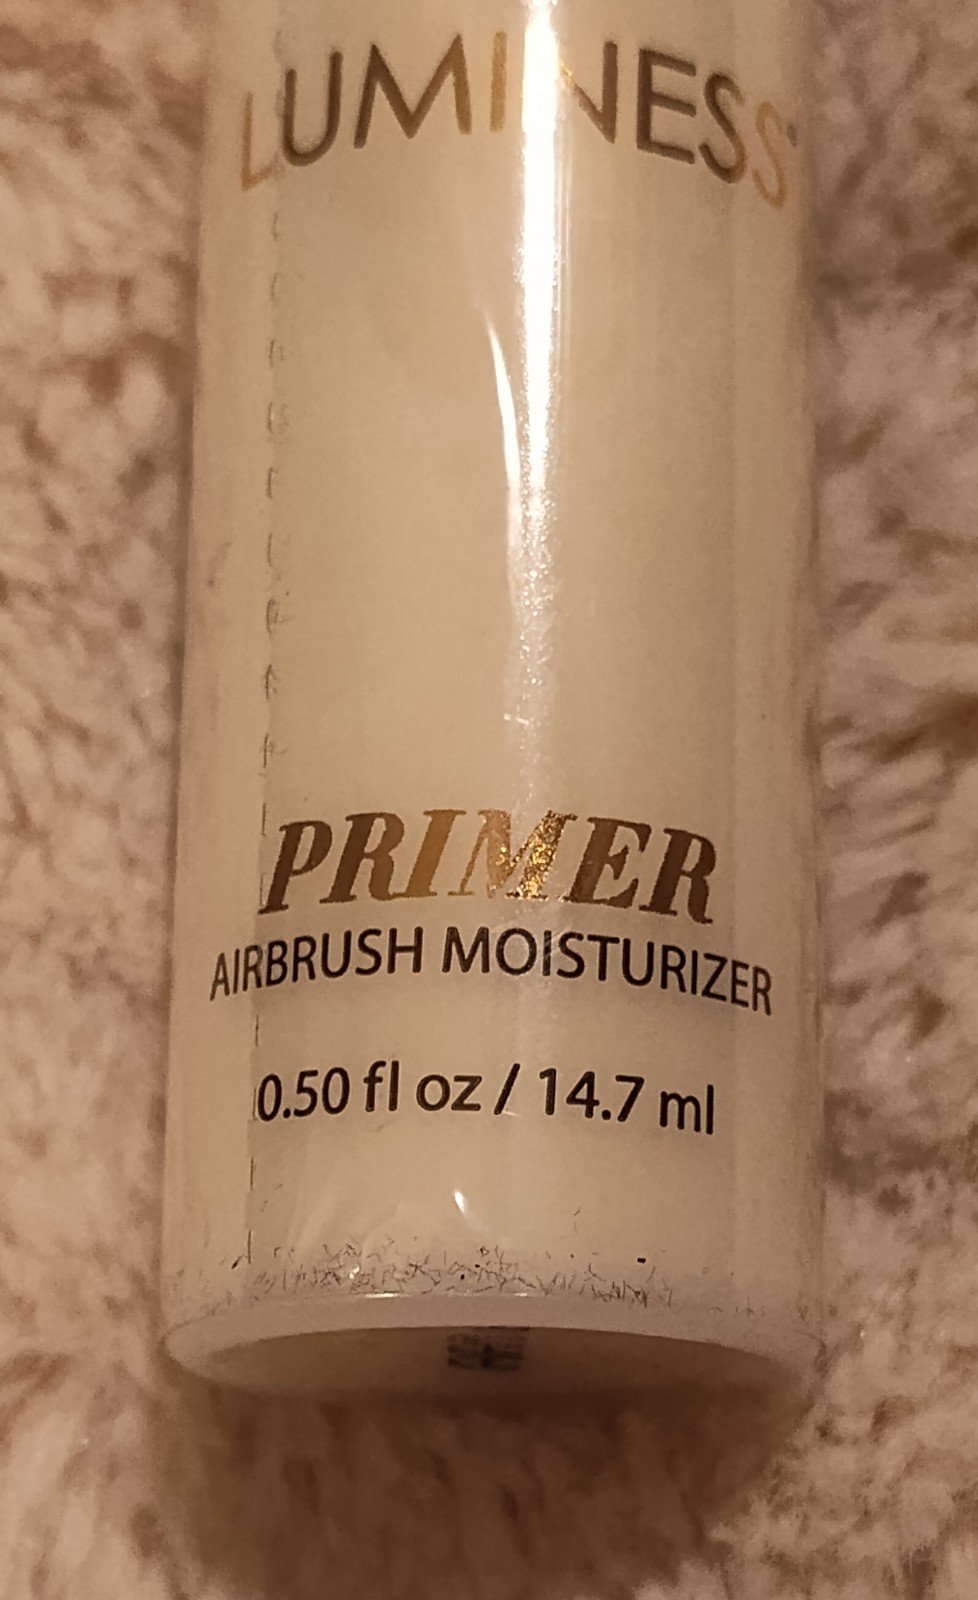 LUMINESS
PRIMER
AIRBRUSH MOISTURIZER
0.50 fl oz / 14.7 ml